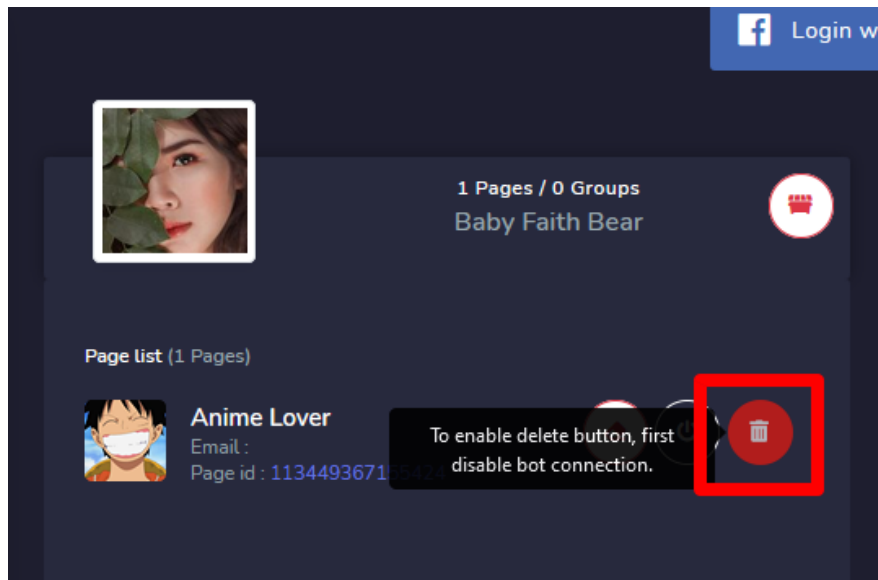 Login w
1 Pages / 0 Groups
Baby Faith Bear
Page list (1 Pages)
Anime Lover
Email :
Page id : 113449367155424
To enable delete button, first
disable bot connection.